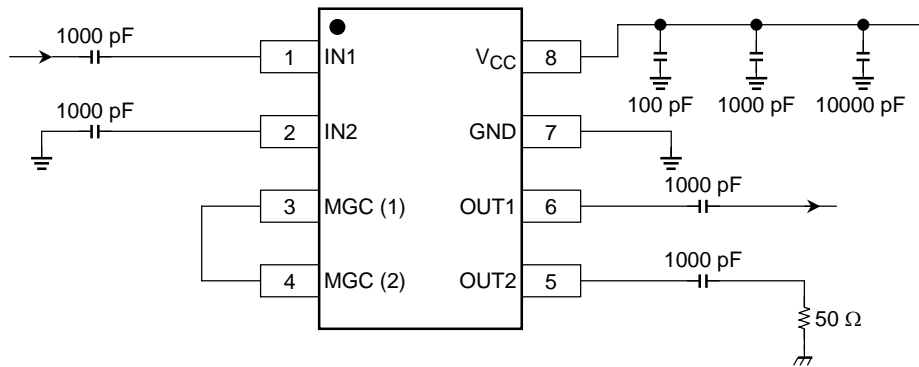 1000 pF
1 IN1
VCC 8
100 pF 1000 pF 10000 pF
1000 pF
2 IN2
GND 7
1000 pF
3 MGC (1)
OUT1 6
1000 pF
4 MGC (2)
OUT2 5
50 Ω